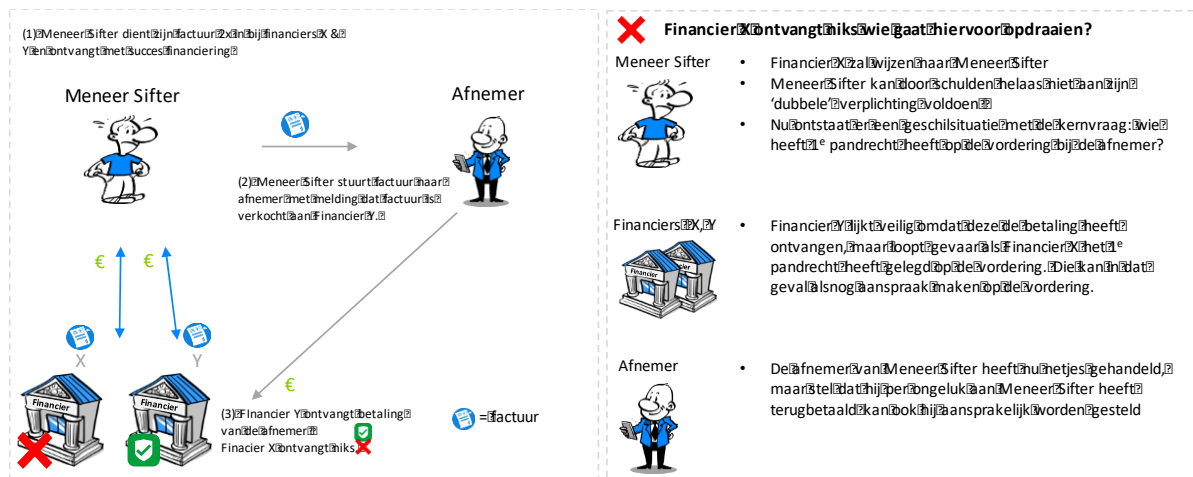 (1) Meneer Sifter dient zijn factuur 2x in bij financiers X &
Y en ontvangt met succes financiering
Meneer Sifter
Afnemer
(2) Meneer Sifter stuurt factuur naar
afnemer met melding dat factuur is
verkocht aan Financier Y.
€
€
X
Y
Financier
Financier
€
(3) FInancier Y ontvangt betaling
van de afnemer
Finacier X ontvangt niks.
= factuur
Financier X ontvangt niks wie gaat hiervoor opdraaien?
Meneer Sifter
• Financier X zal wijzen naar Meneer Sifter
• Meneer Sifter kan door schulden helaas niet aan zijn
‘dubbele’ verplichting voldoen
• Nu ontstaat er een geschilsituatie met de kernvraag: wie
heeft 1e pandrecht heeft op de vordering bij de afnemer?
Financiers X, Y
Financier
• Financier Y lijkt veilig omdat deze de betaling heeft
ontvangen, maar loopt gevaar als Financier X het 1e
pandrecht heeft gelegd op de vordering. Die kan in dat
geval alsnog aanspraak maken op de vordering.
Afnemer
• De afnemer van Meneer Sifter heeft nu netjes gehandeld,
maar stel dat hij per ongeluk aan Meneer Sifter heeft
terugbetaald kan ook hij aansprakelijk worden gesteld